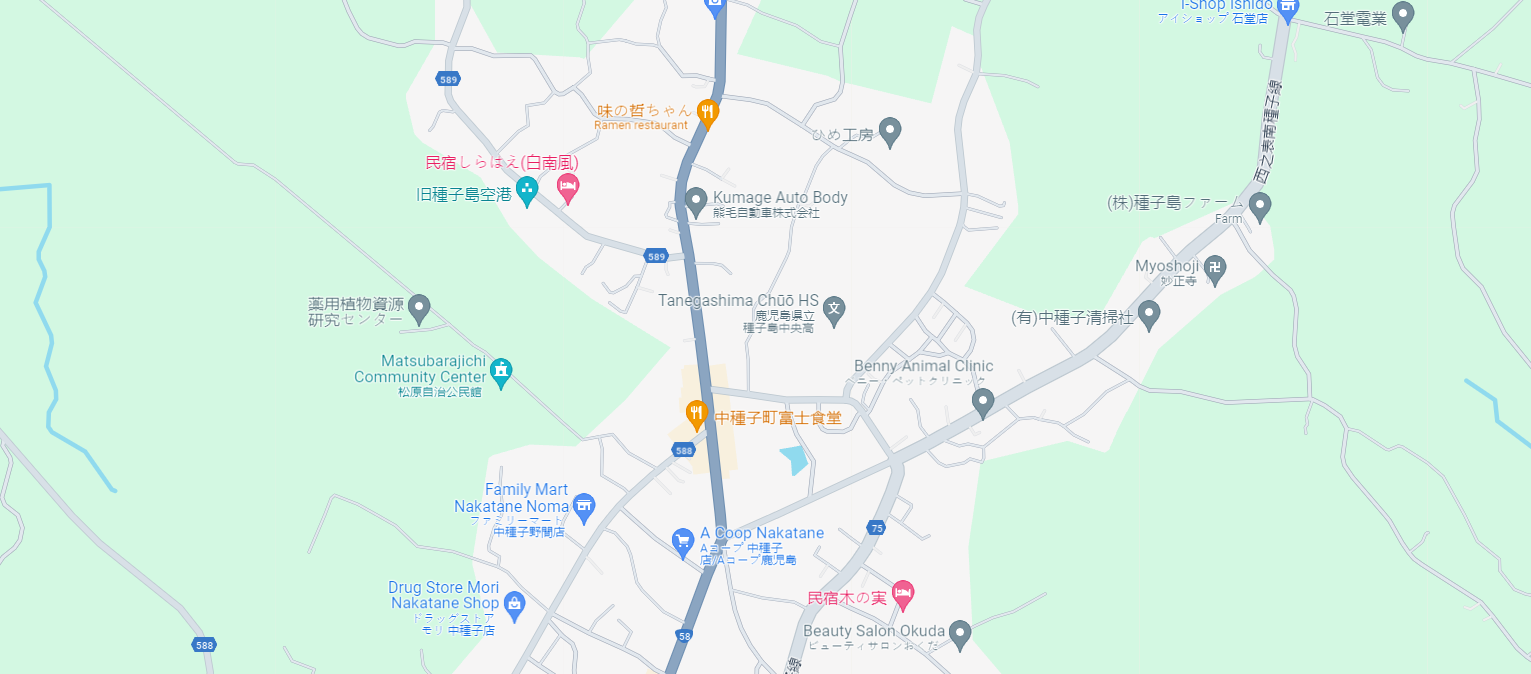 I-Shop Ishido
アイショップ 石堂店
石堂電業
589
西之表南種子線
味の晢ちゃん
Ramen restaurant
ひめ工房
民宿しらはえ(白南風)
旧種子島空港
Kumage Auto Body
熊毛自動車株式会社
(株)種子島ファーム
Farm
589
Myoshoji
妙正寺
薬用植物資源
研究センター
Tanegashima Chūō HS
鹿児島県立
種子島中央高
文
(有)中種子清掃社
Matsubarajichi
Community Center
松原自治公民館
Benny Animal Clinic
ベニー・ペットクリニック
中種子町富士食堂
588
Family Mart
Nakatane Noma
ファミリーマート
中種子野間店
75
A Coop Nakatane
Aコープ 中種子
店/Aコープ鹿児島
Drug Store Mori
Nakatane Shop
ドラッグストア
モリ 中種子店
民宿木の実
588
58
Beauty Salon Okuda
ビューティサロンおくだ
線